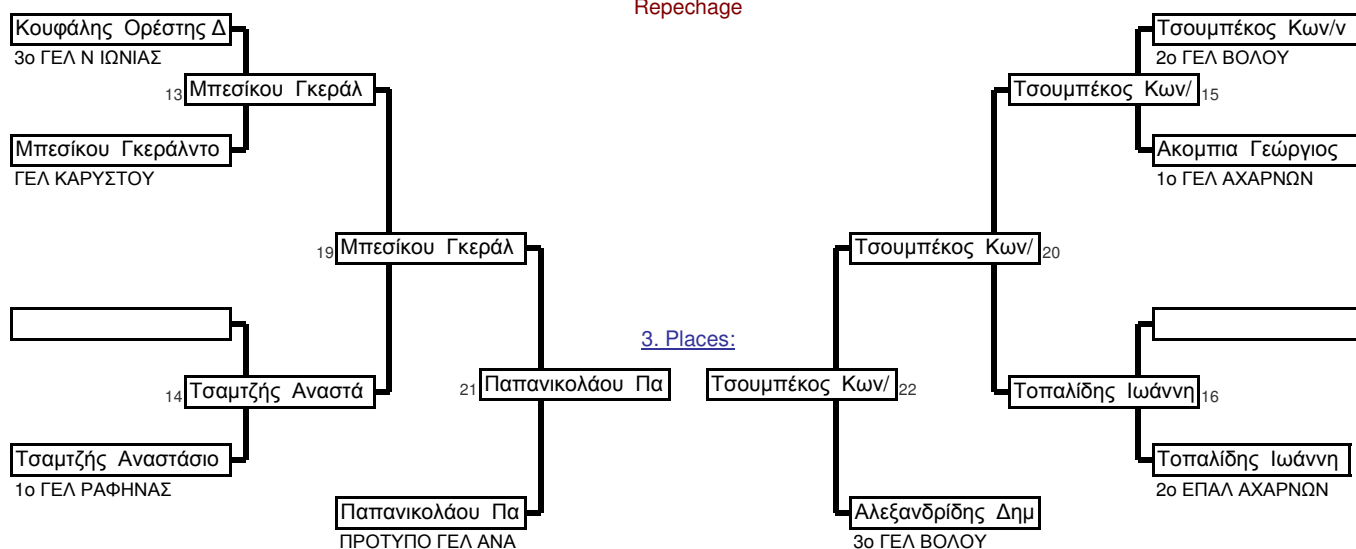 Repechage
Κουφάλης Ορέστης Δ
3ο ΓΕΛ Ν ΙΩΝΙΑΣ
13 Μπεσίκου Γκεράλ
Μπεσίκου Γκεράλντο
ΓΕΛ ΚΑΡΥΣΤΟΥ
19 Μπεσίκου Γκεράλ
14 Τσαμτζής Αναστά
Τσαμτζής Αναστάσιο
1ο ΓΕΛ ΡΑΦΗΝΑΣ
21 Παπανικολάου Πα
Παπανικολάου Πα
ΠΡΟΤΥΠΟ ΓΕΛ ΑΝΑ
3. Places:
Τσουμπέκος Κων/ν
2ο ΓΕΛ ΒΟΛΟΥ
Τσουμπέκος Κων/ 15
Ακομπια Γεώργιος
1ο ΓΕΛ ΑΧΑΡΝΩΝ
Τσουμπέκος Κων/ 20
Τσουμπέκος Κων/ 22
Τοπαλίδης Ιωάννη 16
Τοπαλίδης Ιωάννη
2ο ΕΠΑΛ ΑΧΑΡΝΩΝ
Αλεξανδρίδης Δημ
3ο ΓΕΛ ΒΟΛΟΥ